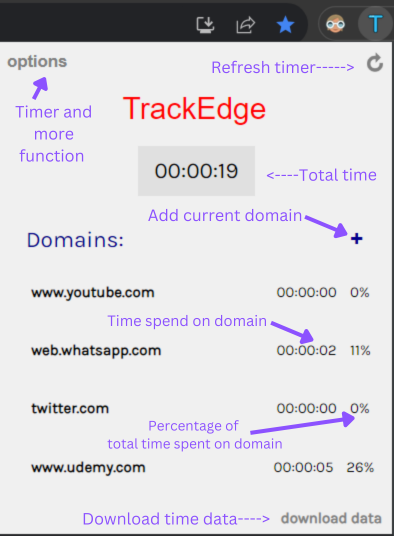 T
options
Refresh timer----->
Timer and
more
function
TrackEdge
00:00:19
<----Total time
Add current domain
Domains:
+
www.youtube.com 00:00:00 0%
Time spend on domain
web.whatsapp.com 00:00:02 11%
twitter.com 00:00:00 0%
Percentage of
total time spent on domain
www.udemy.com 00:00:05 26%
Download time data----> download data